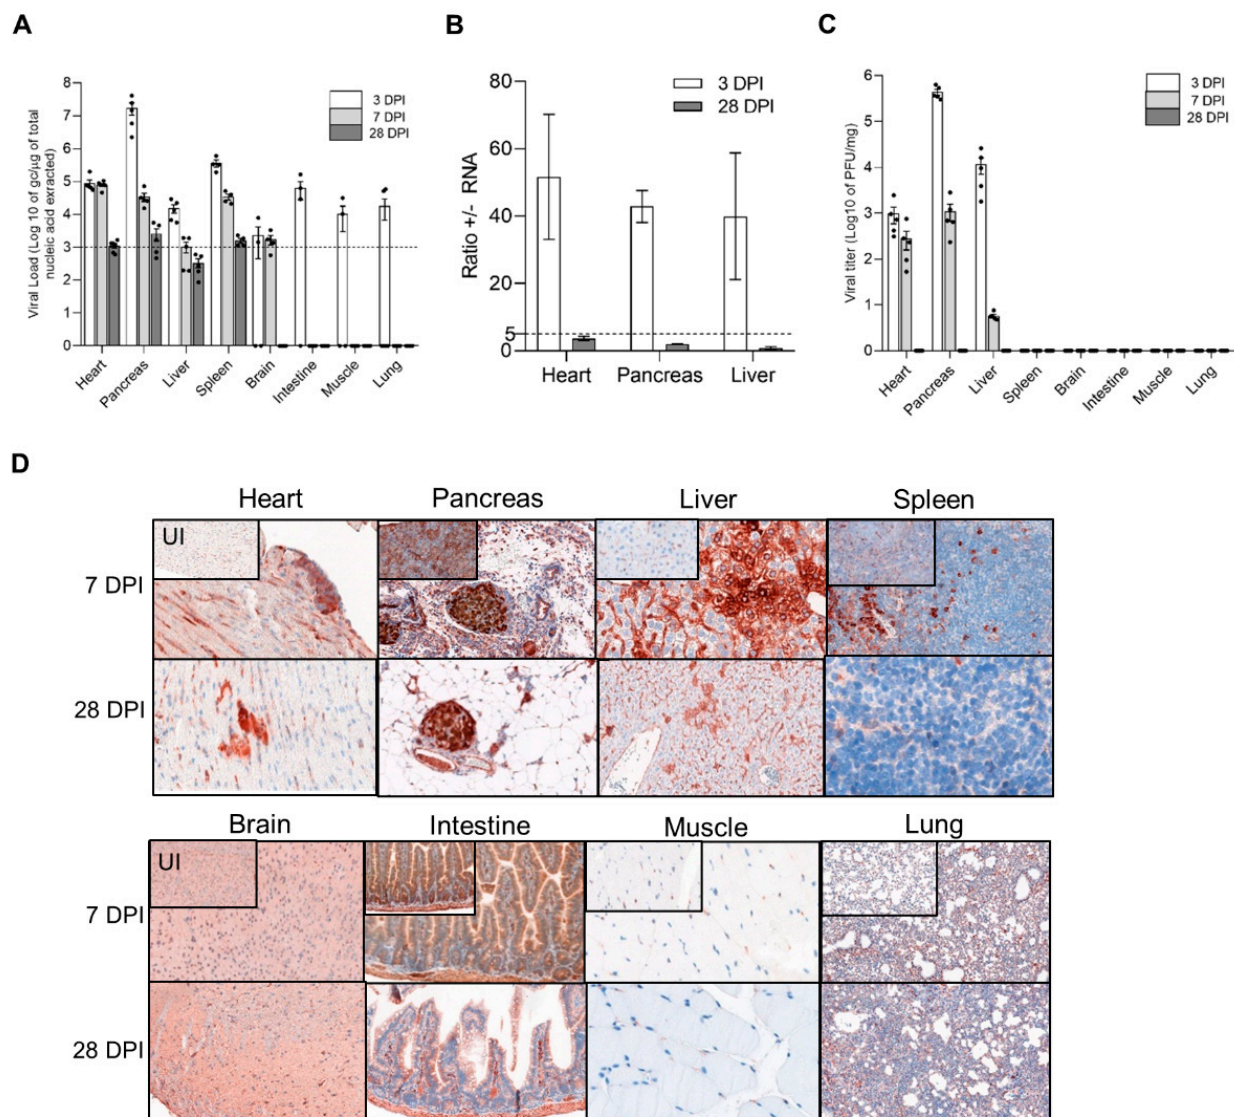 A
Viral Load (Log 10 of gc/µg of total
nucleic acid exracted)
8
7
6
5
4
3
2
1
0
3 DPI
7 DPI
28 DPI
Heart
Pancreas
Liver
Spleen
Brain
Intestine
Muscle
Lung
B
Ratio +/- RNA
80
60
40
20
5
0
3 DPI
28 DPI
Heart
Pancreas
Liver
C
Viral titer (Log10 of PFU/mg)
6
5
4
3
2
1
0
3 DPI
7 DPI
28 DPI
Heart
Pancreas
Liver
Spleen
Brain
Intestine
Muscle
Lung
D
Heart Pancreas Liver Spleen
UI
7 DPI
28 DPI
Brain Intestine Muscle Lung
UI
7 DPI
28 DPI